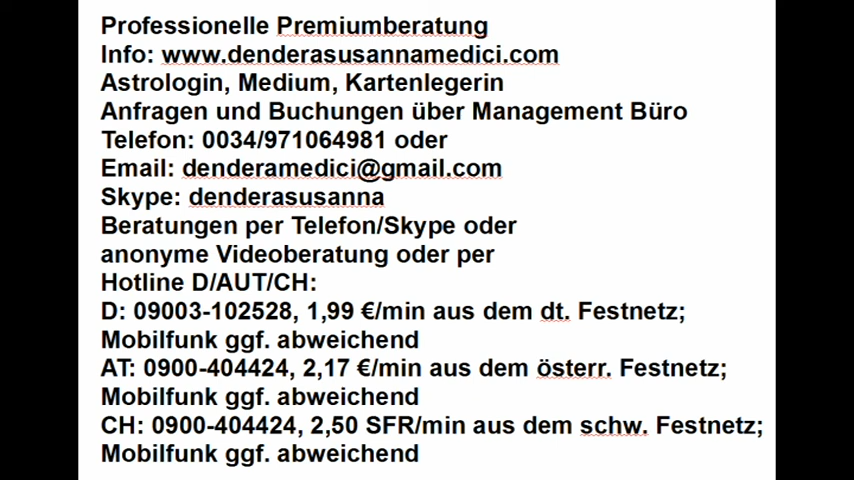 Professionelle Premiumberatung
Info: www.denderasusannamedici.com
Astrologin, Medium, Kartenlegerin
Anfragen und Buchungen über Management Büro
Telefon: 0034/971064981 oder
Email: denderamedici@gmail.com
Skype: denderasusanna
Beratungen per Telefon/Skype oder
anonyme Videoberatung oder per
Hotline D/AUT/CH:
D: 09003-102528, 1,99 €/min aus dem dt. Festnetz;
Mobilfunk ggf. abweichend
AT: 0900-404424, 2,17 €/min aus dem österr. Festnetz;
Mobilfunk ggf. abweichend
CH: 0900-404424, 2,50 SFR/min aus dem schw. Festnetz;
Mobilfunk ggf. abweichend